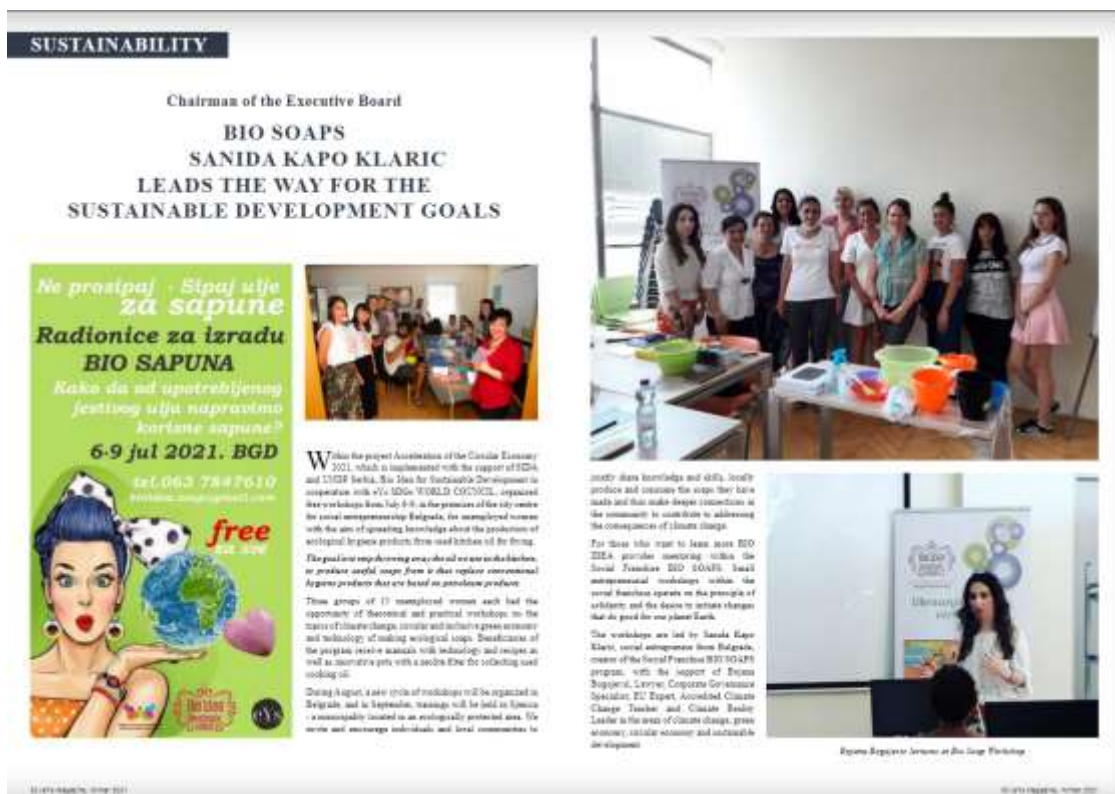 SUSTAINABILITY
Chairman of the Executive Board
BIO SOAPS
SANIDA KAPO KLARIC
LEADS THE WAY FOR THE
SUSTAINABLE DEVELOPMENT GOALS
Ne prosipaj - Sipaj ulje
za sapune
Radionice za izradu
BIO SAPUNA
Kako da od upotrebljenog
jestivog ulja napravimo
korisne sapune?
6-9 jul 2021. BGD
tel.063 7847610
free
za sve
Within the project Acceleration of the Circular Economy
2021, which is implemented with the support of SIDA
and UNDP Serbia, Bio Idea for Sustainable Development in
cooperation with eYs SDGs WORLD COUNCIL, organized
free workshops from July 6-9, in the premises of the city centre
for social entrepreneurship Belgrade, for unemployed women
with the aim of spreading knowledge about the production of
ecological hygiene products from used kitchen oil for frying.
The goal is to stop throwing away the oil we use in the kitchen,
to produce useful soaps from it that replace conventional
hygiene products that are based on petroleum products.
Three groups of 15 unemployed women each had the
opportunity of theoretical and practical workshops on the
topics of climate change, circular and inclusive green economy
and technology of making ecological soaps. Beneficiaries of
the program receive manuals with technology and recipes as
well as innovative pots with a filter for collecting used
cooking oil.
During August, a new cycle of workshops will be organized in
Belgrade, and in September, trainings will be held in Sjenica
- a municipality located in an ecologically protected area. We
invite and encourage individuals and local communities to
jointly share knowledge and skills, locally
produce and consume the soaps they have
made and thus make deeper connections in
the community to contribute to addressing
the consequences of climate change.
For those who want to learn more BIO
IDEA provides mentoring within the
Social Franchise BIO SOAPS. Small
entrepreneurial workshops within the
social franchise operate on the principle of
solidarity and the desire to initiate changes
that do good for our planet Earth.
The workshops are led by Sanida Kapo
Klaric, social entrepreneur from Belgrade,
creator of the Social Franchise BIO SOAPS
program, with the support of Bojana
Bogojevic, Lawyer, Corporate Governance
Specialist, EU Expert, Accredited Climate
Change Teacher and Climate Reality
Leader in the areas of climate change, green
economy, circular economy and sustainable
development.
Bojana Bogojevic lectures at Bio Soap Workshop